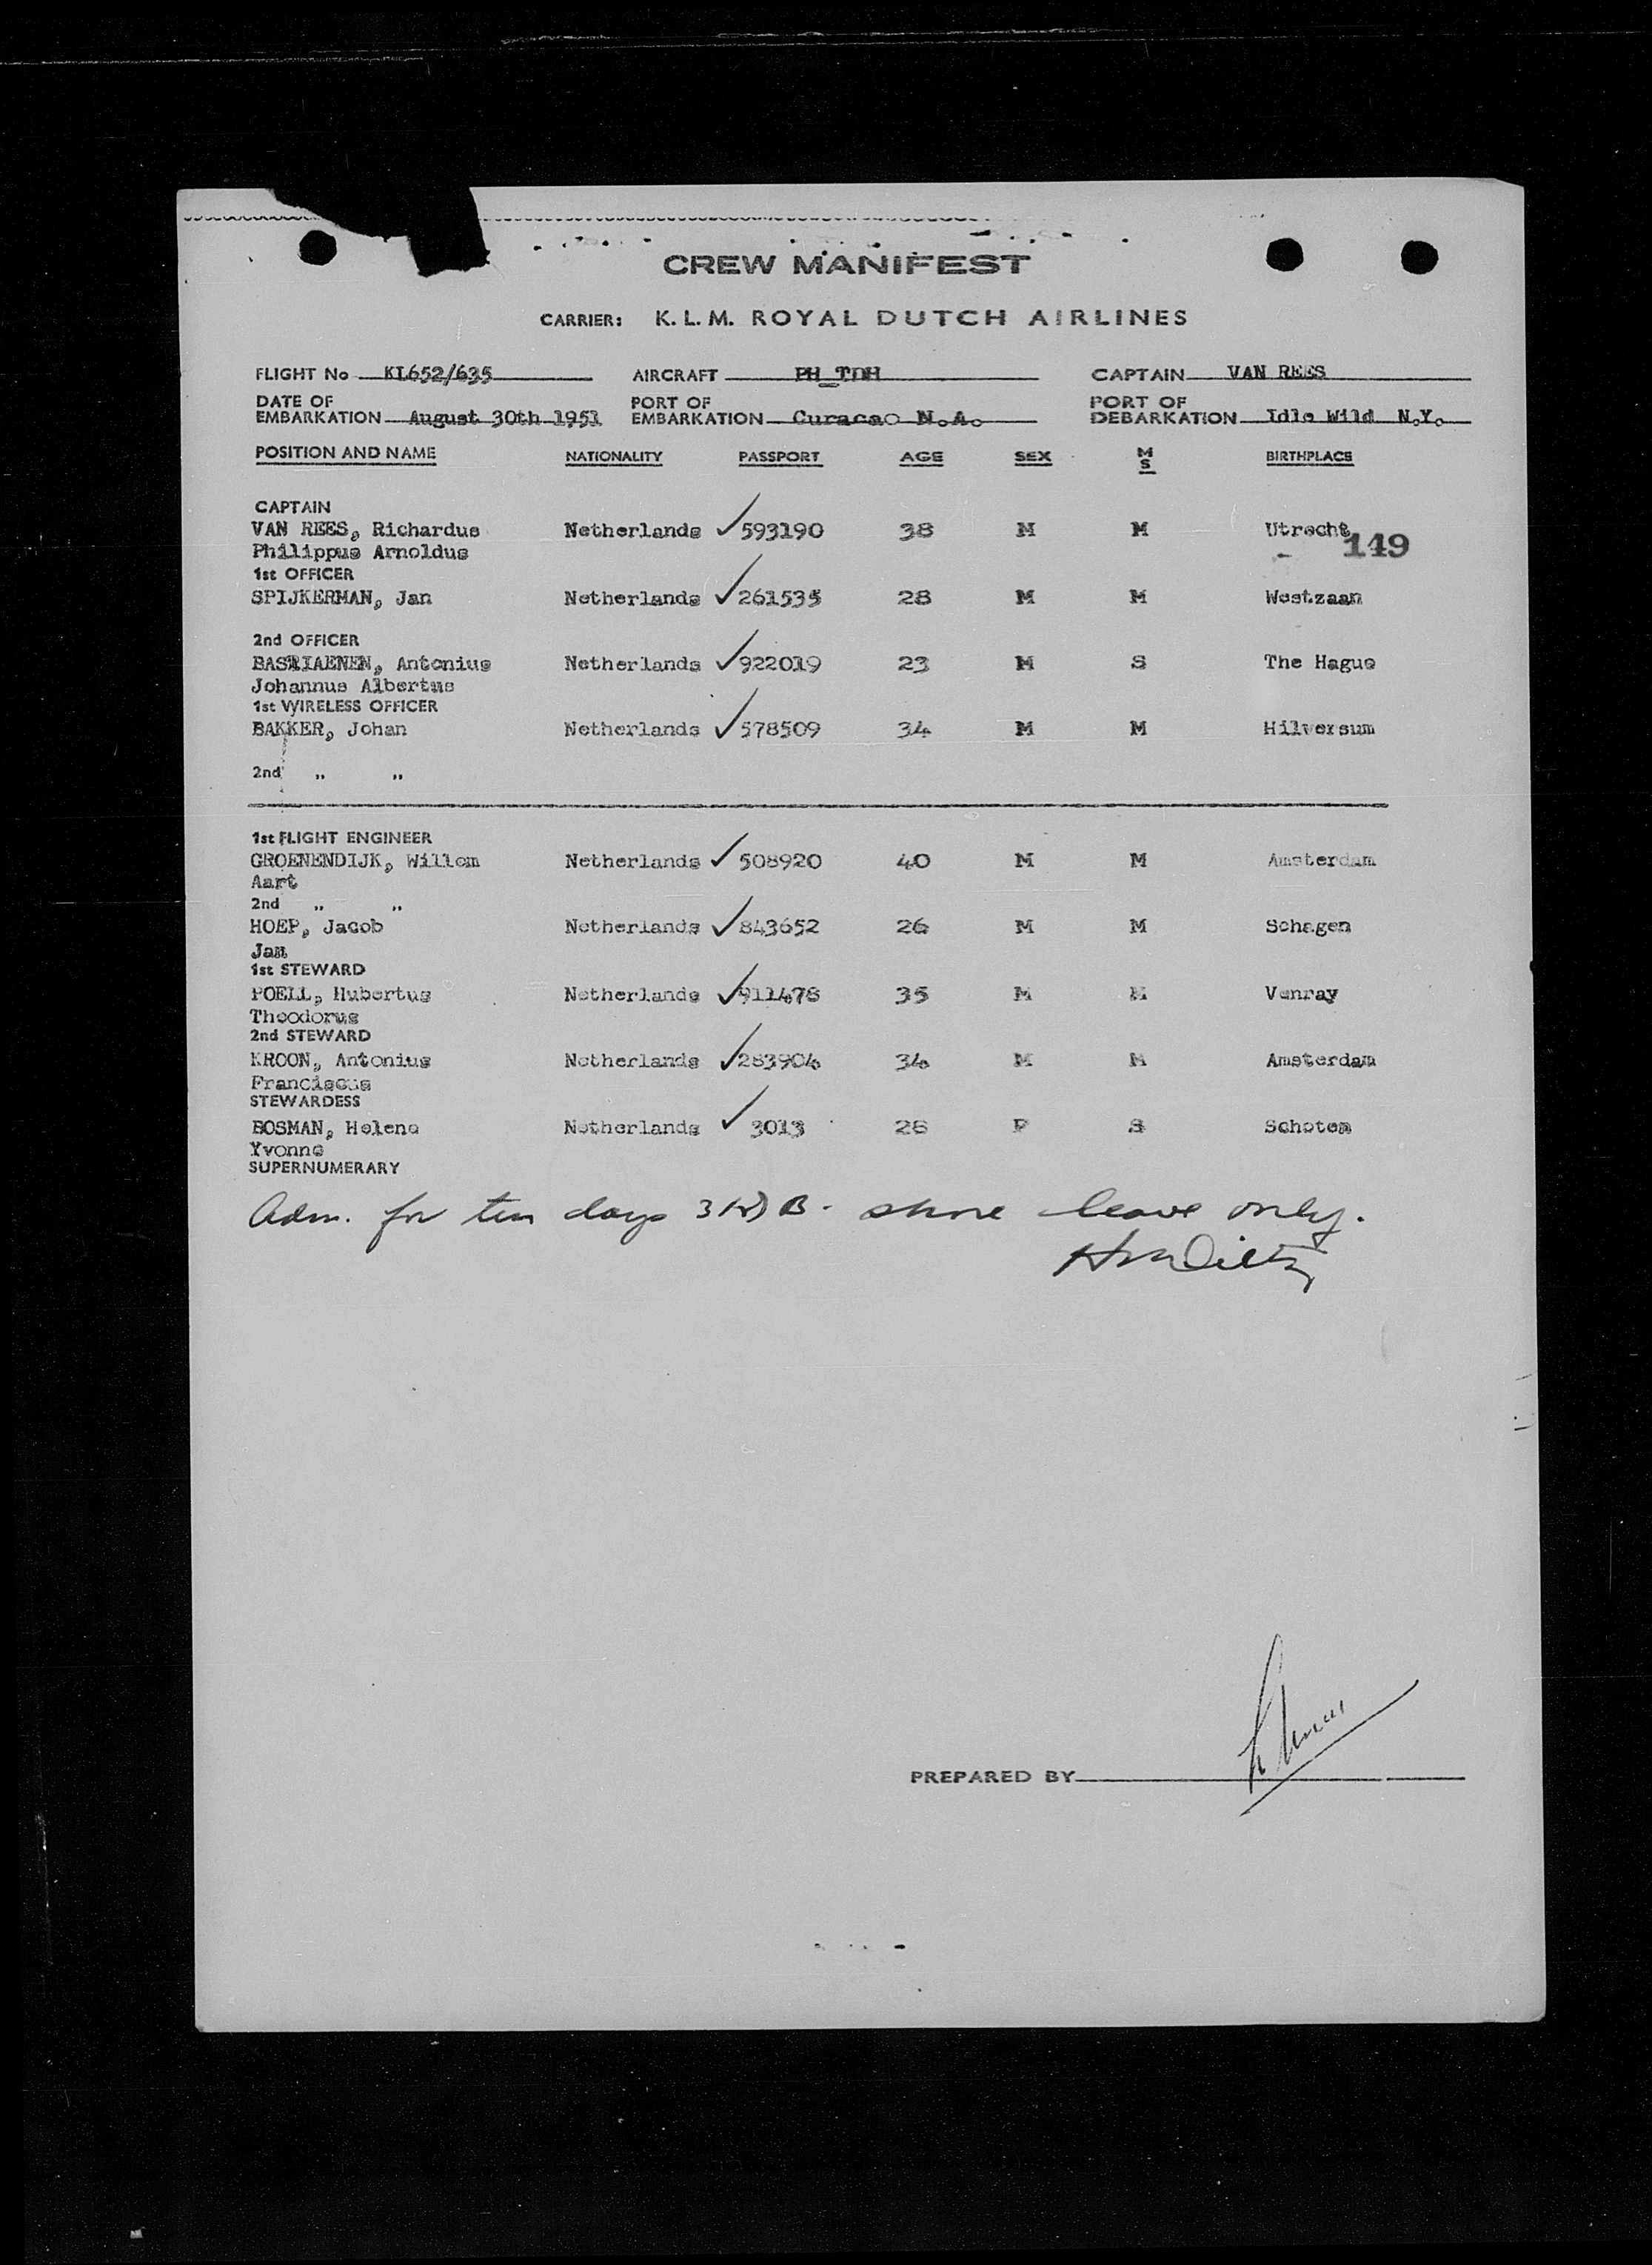 CREW MANIFEST
CARRIER: K.L.M. ROYAL DUTCH AIRLINES
FLIGHT No KL652/635 AIRCRAFT PH_TDH CAPTAIN VAN REES
DATE OF EMBARKATION August 30th 1951 PORT OF EMBARKATION Curacao N.A. PORT OF DEBARKATION Idle Wild N.Y.
POSITION AND NAME NATIONALITY PASSPORT AGE SEX M S BIRTHPLACE
CAPTAIN
VAN REES, Richardus Netherlands ✓ 593190 38 M M Utrecht
Philippus Arnoldus 149
1st OFFICER
SPIJKERMAN, Jan Netherlands ✓ 261535 28 M M Westzaan
2nd OFFICER
BASTIAENEN, Antonius Netherlands ✓ 922019 23 M S The Hague
Johannus Albertus
1st WIRELESS OFFICER
BAKKER, Johan Netherlands ✓ 578509 34 M M Hilversum
2nd „ „
1st FLIGHT ENGINEER
GROENENDIJK, Willem Netherlands ✓ 508920 40 M M Amsterdam
Aart
2nd „ „
HOEP, Jacob Netherlands ✓ 843652 26 M M Schagen
Jan
1st STEWARD
POELL, Hubertus Netherlands ✓ 911478 35 M M Venray
Theodorus
2nd STEWARD
KROON, Antonius Netherlands ✓ 283904 34 M M Amsterdam
Franciscus
STEWARDESS
BOSMAN, Helene Netherlands ✓ 3013 28 F S Schoten
Yvonne
SUPERNUMERARY
Adm. for ten days 3(2)B - shore leave only.
PREPARED BY